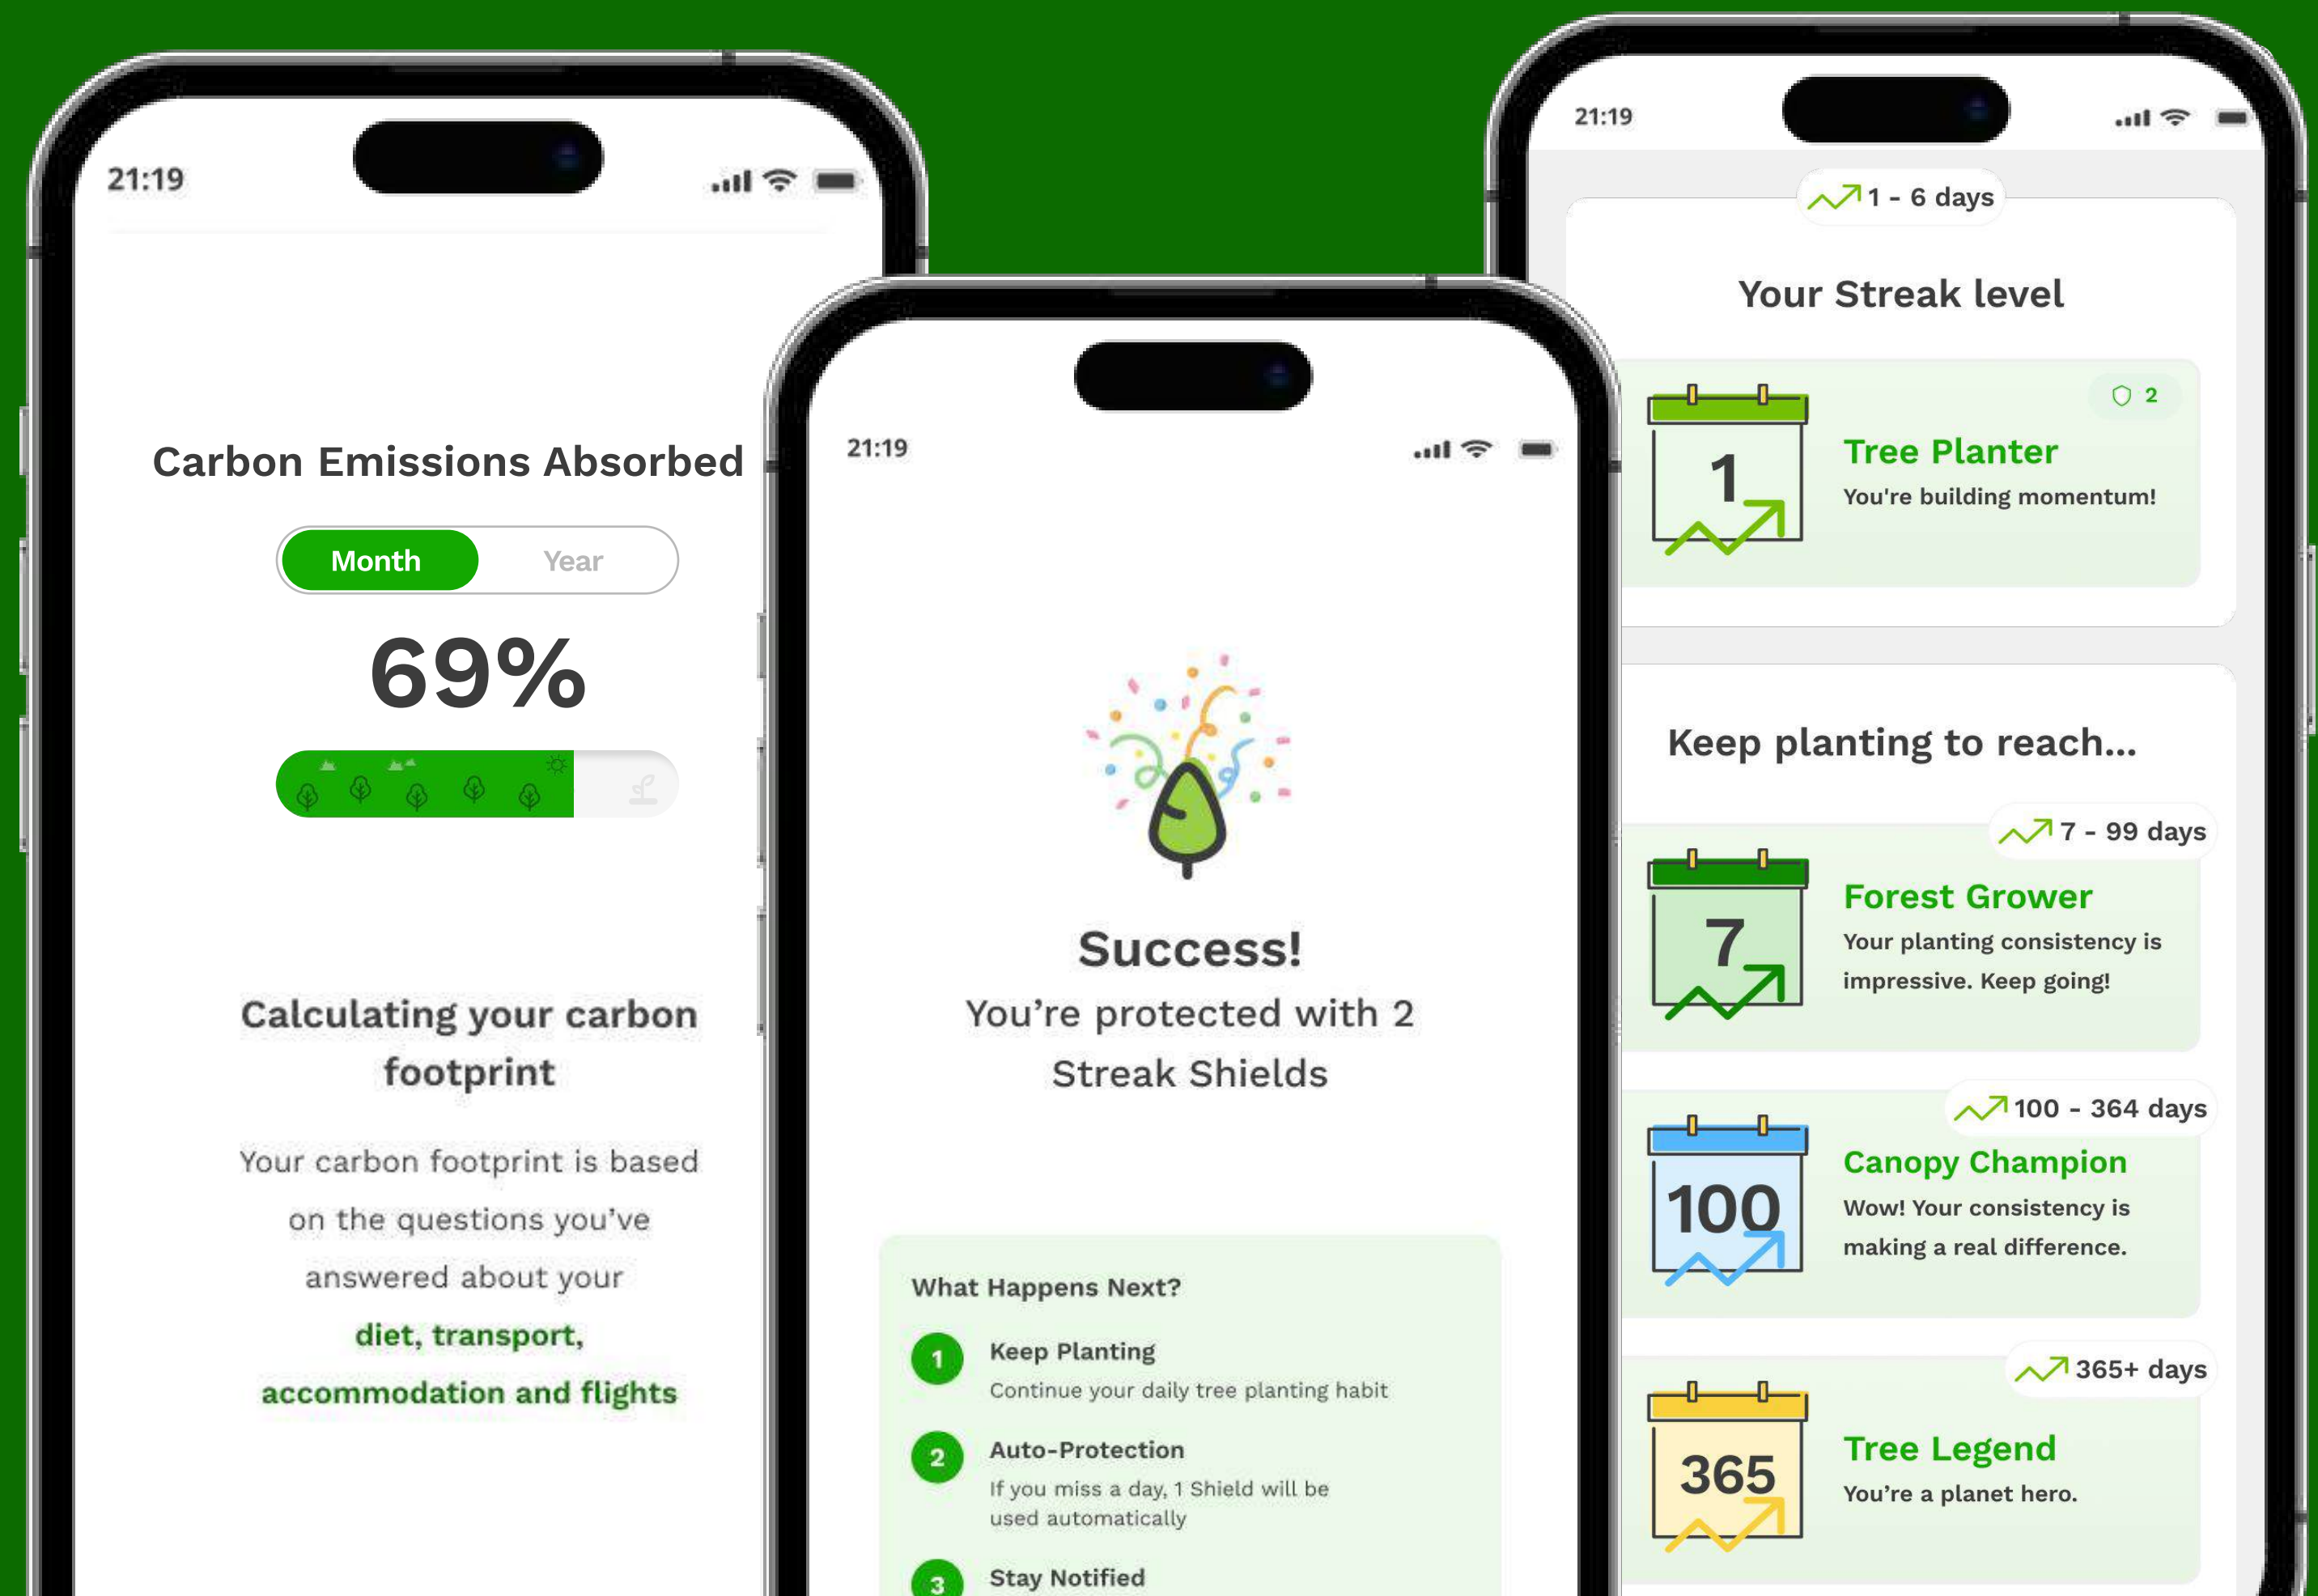 21:19
Carbon Emissions Absorbed
Month
Year
69%
Calculating your carbon
footprint
Your carbon footprint is based
on the questions you’ve
answered about your
diet, transport,
accommodation and flights
21:19
Success!
You’re protected with 2
Streak Shields
What Happens Next?
1
Keep Planting
Continue your daily tree planting habit
2
Auto-Protection
If you miss a day, 1 Shield will be
used automatically
3
Stay Notified
21:19
1 - 6 days
Your Streak level
2
1
Tree Planter
You're building momentum!
Keep planting to reach...
7 - 99 days
7
Forest Grower
Your planting consistency is
impressive. Keep going!
100 - 364 days
100
Canopy Champion
Wow! Your consistency is
making a real difference.
365+ days
365
Tree Legend
You’re a planet hero.